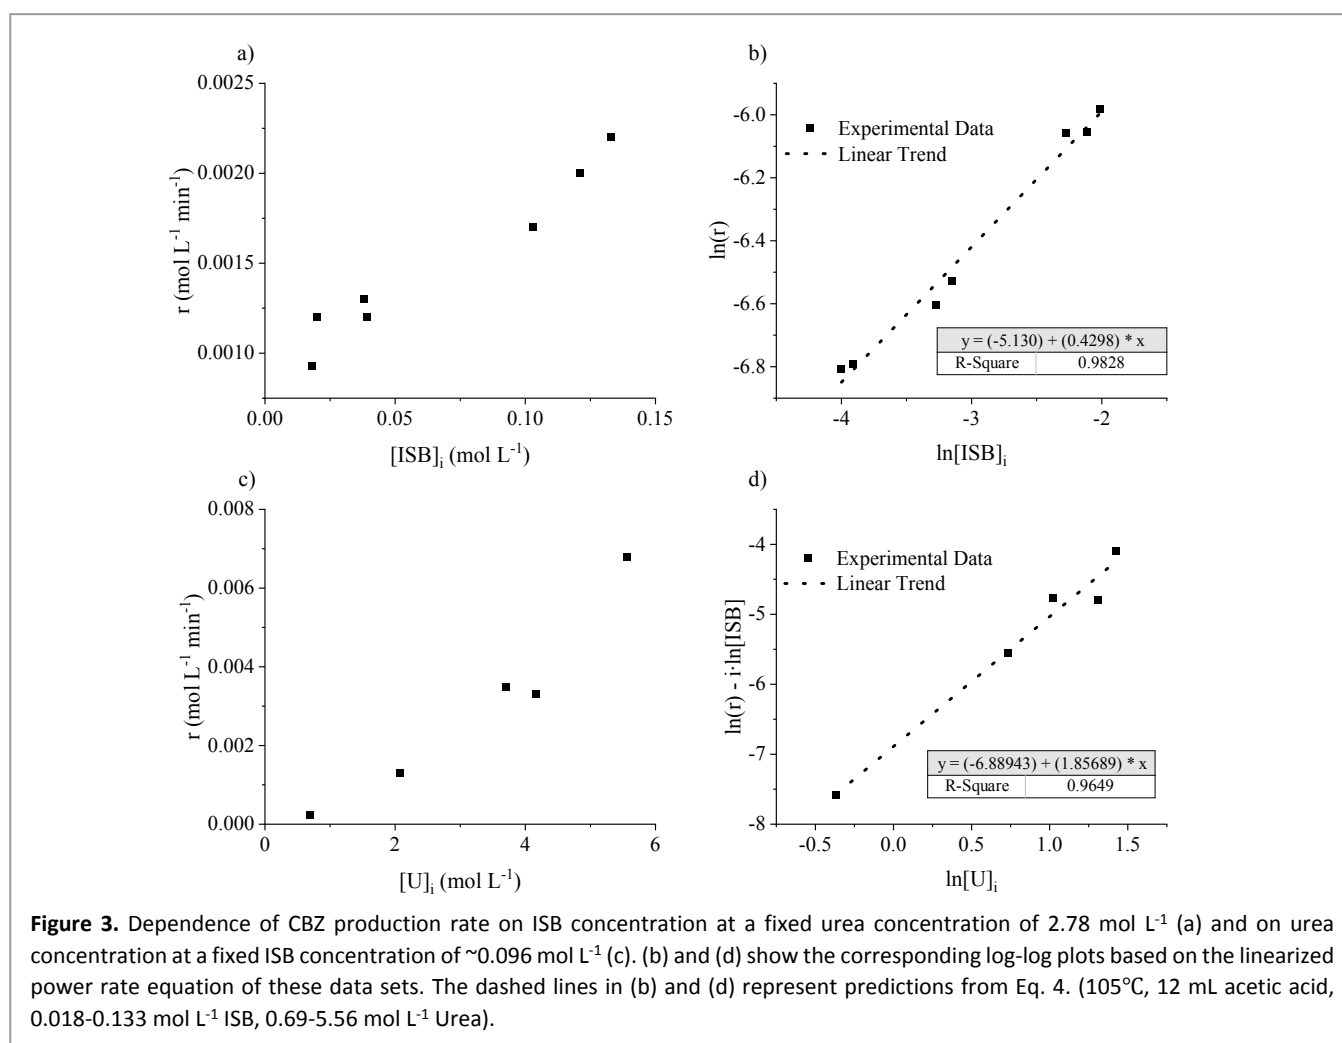 a)
0.0025
0.0020
0.0015
0.0010
r (mol L⁻¹ min⁻¹)
0.00 0.05 0.10 0.15
[ISB]ᵢ (mol L⁻¹)
b)
-6.0
-6.2
-6.4
-6.6
-6.8
ln(r)
Experimental Data
Linear Trend
y = (-5.130) + (0.4298) * x
R-Square 0.9828
-4 -3 -2
ln[ISB]ᵢ
c)
0.008
0.006
0.004
0.002
0.000
r (mol L⁻¹ min⁻¹)
0 2 4 6
[U]ᵢ (mol L⁻¹)
d)
-4
-5
-6
-7
-8
ln(r) - i·ln[ISB]
Experimental Data
Linear Trend
y = (-6.88943) + (1.85689) * x
R-Square 0.9649
-0.5 0.0 0.5 1.0 1.5
ln[U]ᵢ
Figure 3. Dependence of CBZ production rate on ISB concentration at a fixed urea concentration of 2.78 mol L⁻¹ (a) and on urea
concentration at a fixed ISB concentration of ~0.096 mol L⁻¹ (c). (b) and (d) show the corresponding log-log plots based on the linearized
power rate equation of these data sets. The dashed lines in (b) and (d) represent predictions from Eq. 4. (105℃, 12 mL acetic acid,
0.018-0.133 mol L⁻¹ ISB, 0.69-5.56 mol L⁻¹ Urea).